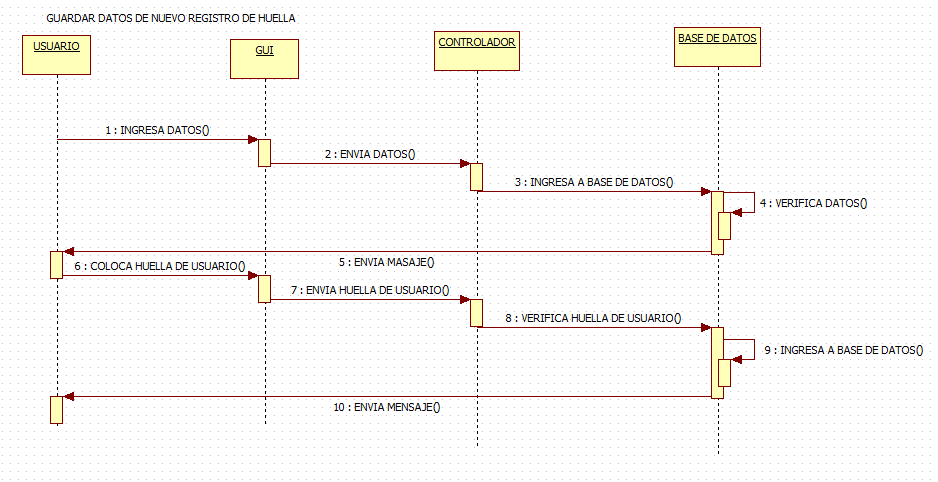 GUARDAR DATOS DE NUEVO REGISTRO DE HUELLA
USUARIO
GUI
CONTROLADOR
BASE DE DATOS
1 : INGRESA DATOS()
2 : ENVIA DATOS()
3 : INGRESA A BASE DE DATOS()
4 : VERIFICA DATOS()
5 : ENVIA MASAJE()
6 : COLOCA HUELLA DE USUARIO()
7 : ENVIA HUELLA DE USUARIO()
8 : VERIFICA HUELLA DE USUARIO()
9 : INGRESA A BASE DE DATOS()
10 : ENVIA MENSAJE()